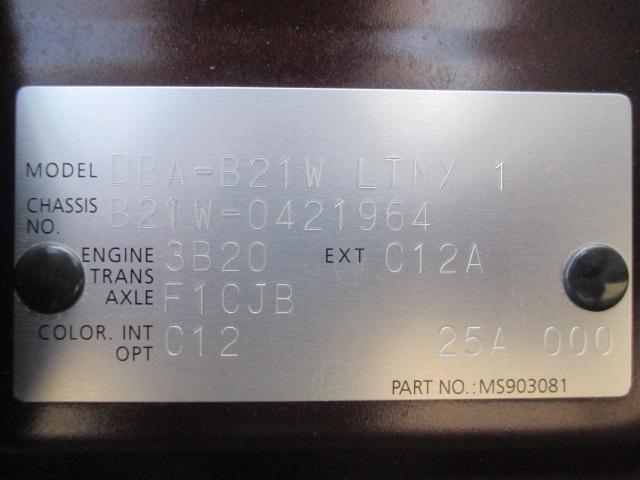 MODEL DBA-B21W LTMX 1
CHASSIS NO. B21W-0421964
ENGINE 3B20 EXT C12A
TRANS
AXLE F1CJB
COLOR. INT C12 25A 000
OPT
PART NO.:MS903081